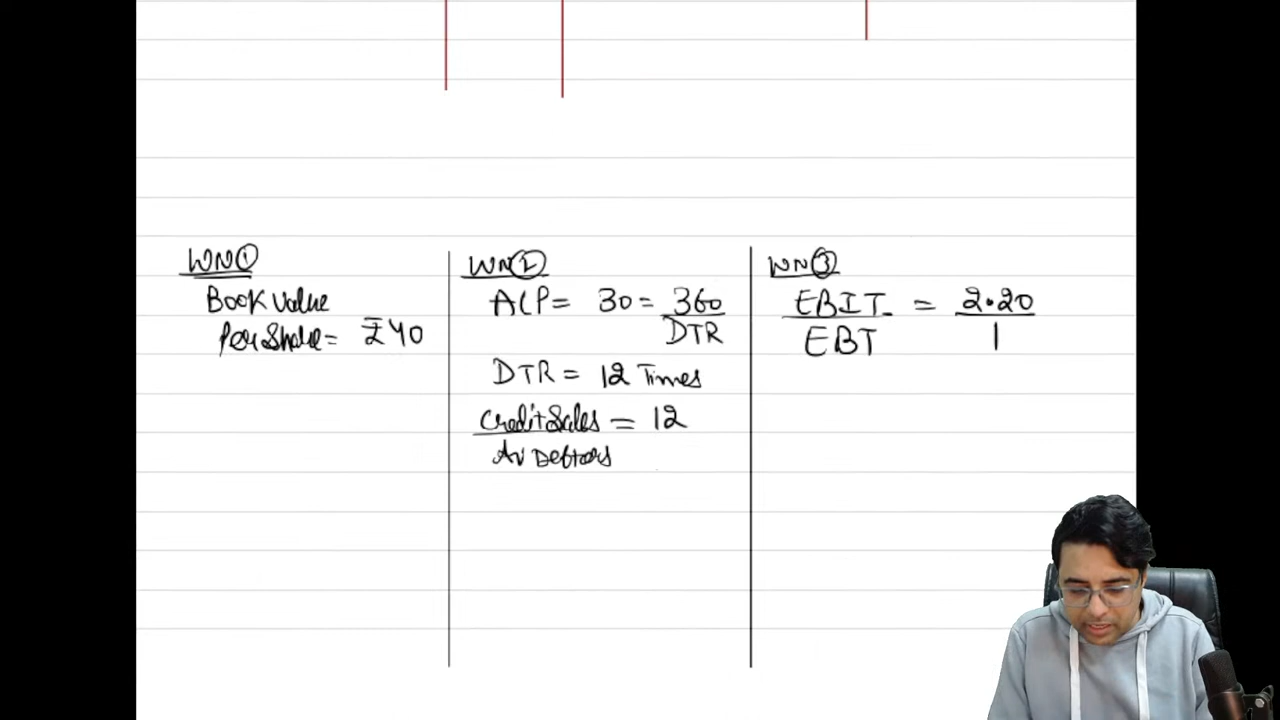 WN①
Book Value
Per Share = ₹40
WN②
ACP = 30 = 360
DTR
DTR = 12 Times
Credit Sales = 12
Av Debtors
WN③
EBIT = 2.20
EBT 1